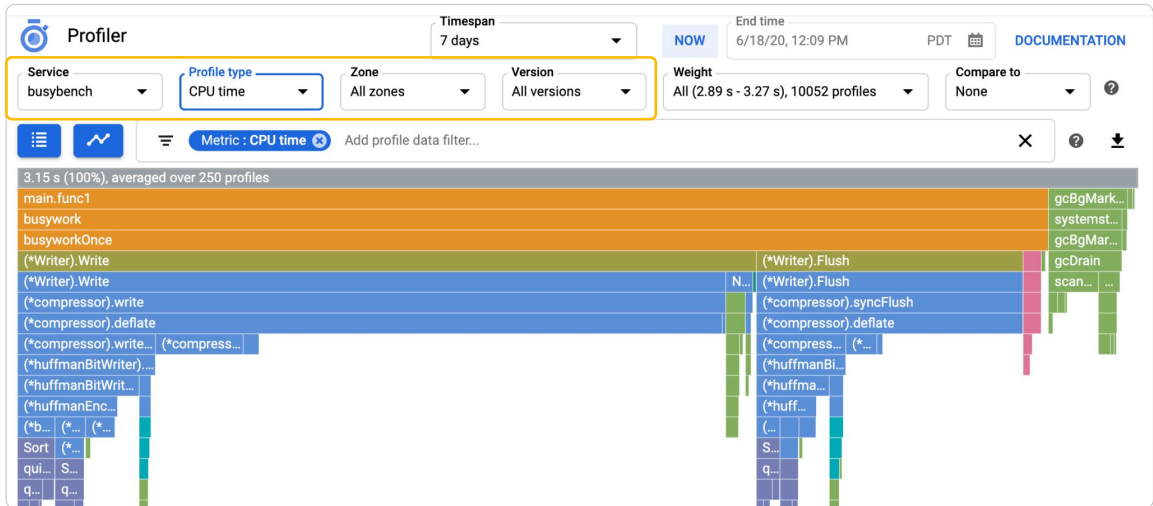 Profiler
Timespan
7 days
NOW
End time
6/18/20, 12:09 PM PDT
DOCUMENTATION
Service
busybench
Profile type
CPU time
Zone
All zones
Version
All versions
Weight
All (2.89 s - 3.27 s), 10052 profiles
Compare to
None
Metric : CPU time Add profile data filter...
3.15 s (100%), averaged over 250 profiles
main.func1 gcBgMark...
busywork systemst...
busyworkOnce gcBgMar...
(*Writer).Write (*Writer).Flush gcDrain
(*Writer).Write N... (*Writer).Flush scan... ...
(*compressor).write (*compressor).syncFlush
(*compressor).deflate (*compressor).deflate
(*compressor).write... (*compress... (*compress... (*...
(*huffmanBitWriter).... (*huffmanBi...
(*huffmanBitWrit... (*huffma...
(*huffmanEnc... (*huff...
(*b... (*... (*... (...
Sort (*... S...
qui... S... q...
q... q...